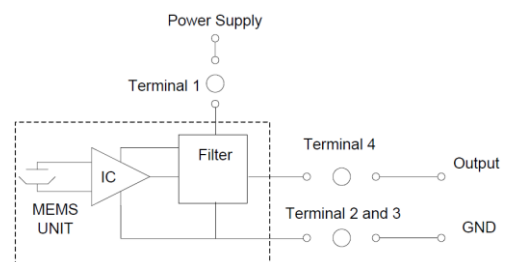 Power Supply
Terminal 1
Filter
Terminal 4
Output
IC
MEMS
UNIT
Terminal 2 and 3
GND